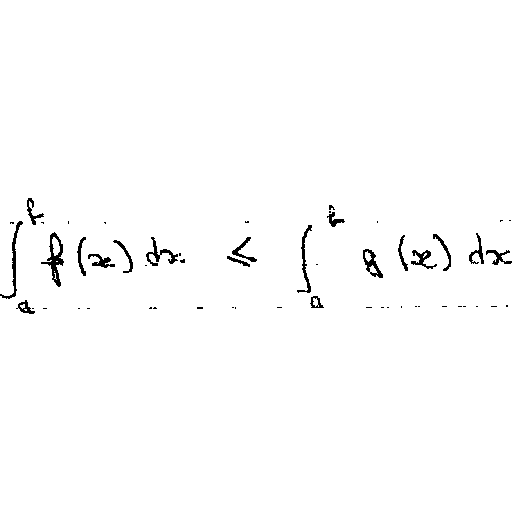 ∫_a^b f(x) dx ≤ ∫_a^b g(x) dx